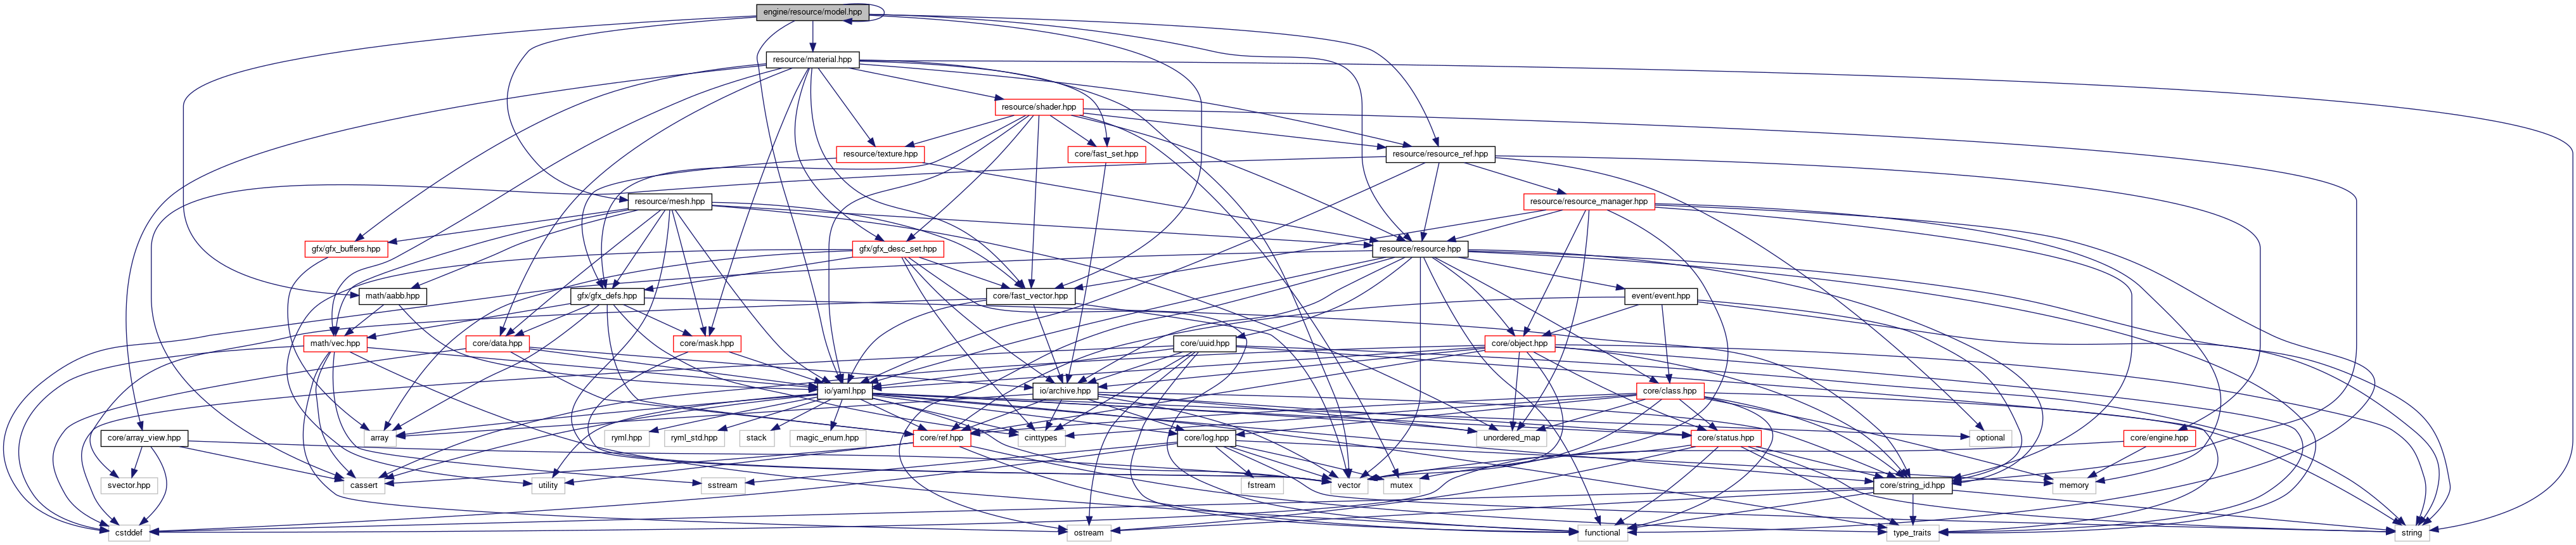 engine/resource/model.hpp
resource/material.hpp
resource/shader.hpp
resource/texture.hpp
core/fast_set.hpp
resource/resource_ref.hpp
resource/mesh.hpp
resource/resource_manager.hpp
gfx/gfx_buffers.hpp
gfx/gfx_desc_set.hpp
resource/resource.hpp
math/aabb.hpp
gfx/gfx_defs.hpp
core/fast_vector.hpp
event/event.hpp
math/vec.hpp
core/data.hpp
core/mask.hpp
core/uuid.hpp
core/object.hpp
io/yaml.hpp
io/archive.hpp
core/class.hpp
core/array_view.hpp
array
ryml.hpp
ryml_std.hpp
stack
magic_enum.hpp
core/ref.hpp
cinttypes
core/log.hpp
unordered_map
core/status.hpp
optional
core/engine.hpp
svector.hpp
cassert
utility
sstream
fstream
vector
mutex
core/string_id.hpp
memory
cstddef
ostream
functional
type_traits
string